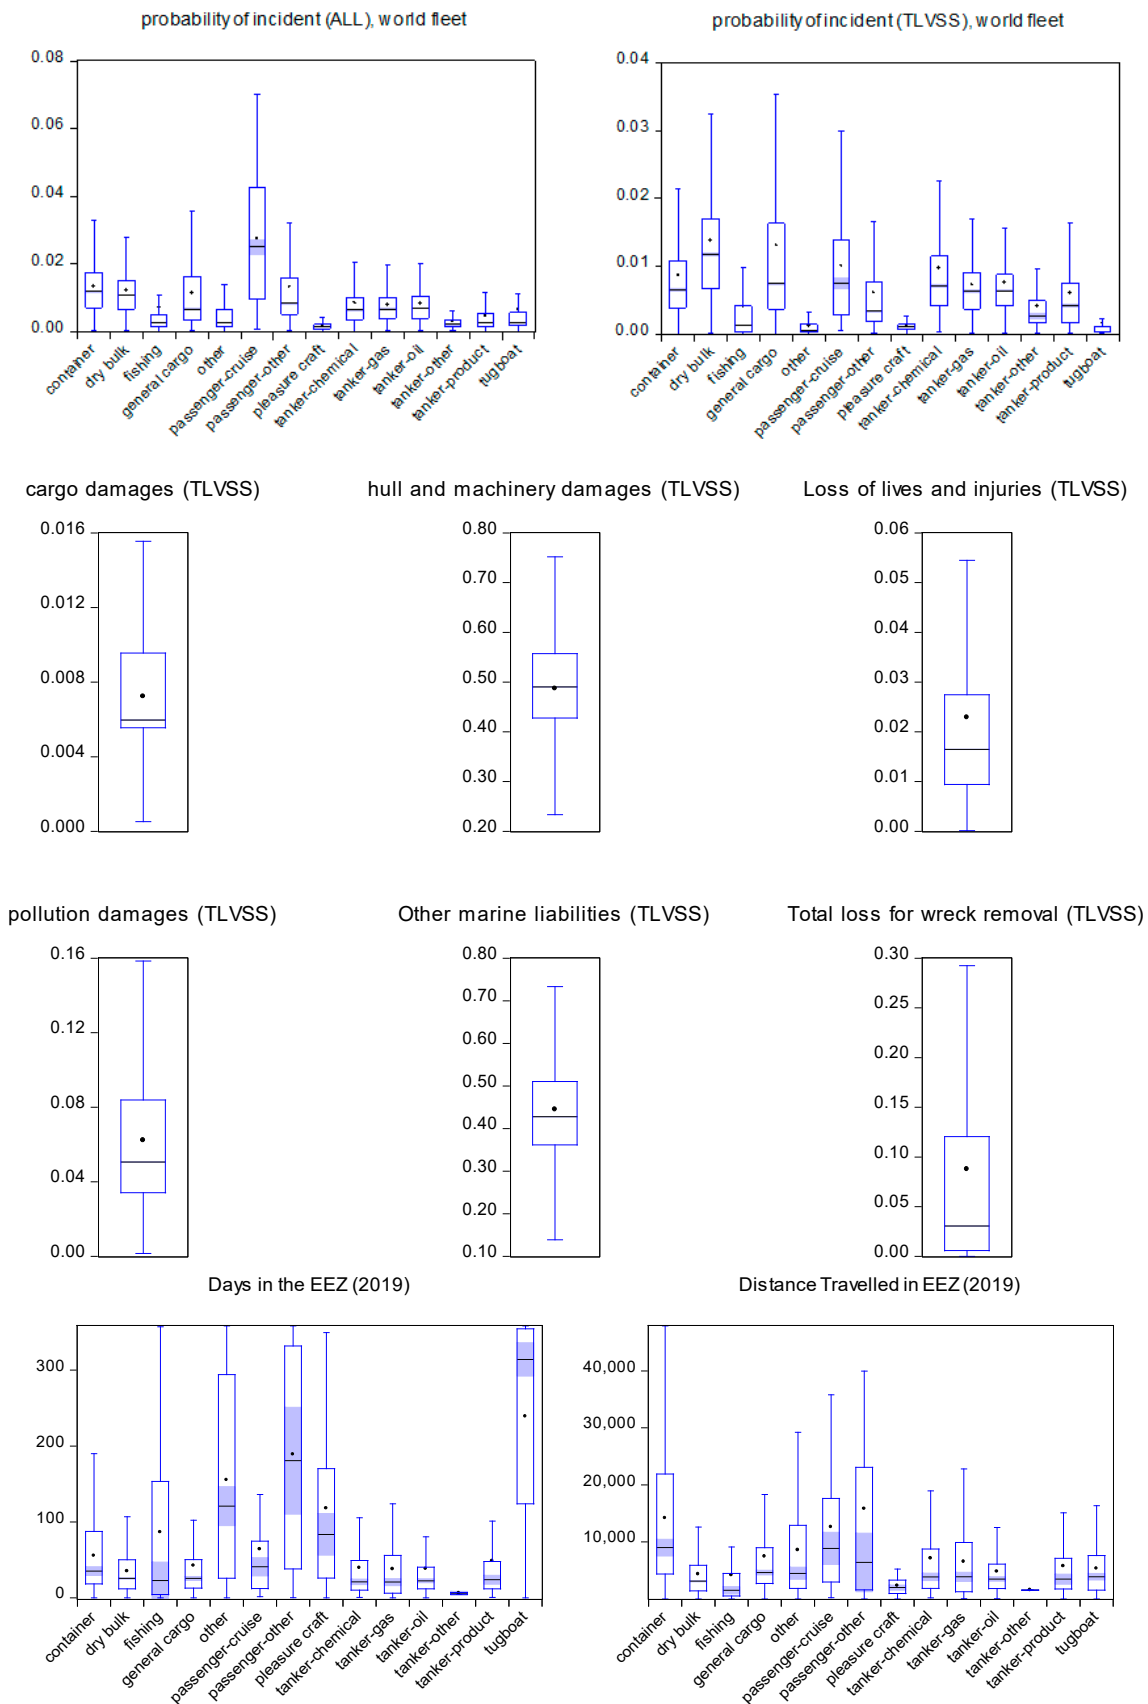 probability of incident (ALL), world fleet
probability of incident (TLVSS), world fleet
0.08
0.06
0.04
0.02
0.00
container
dry bulk
fishing
general cargo
other
passenger-cruise
passenger-other
pleasure craft
tanker-chemical
tanker-gas
tanker-oil
tanker-other
tanker-product
tugboat
0.04
0.03
0.02
0.01
0.00
container
dry bulk
fishing
general cargo
other
passenger-cruise
passenger-other
pleasure craft
tanker-chemical
tanker-gas
tanker-oil
tanker-other
tanker-product
tugboat
cargo damages (TLVSS)
hull and machinery damages (TLVSS)
Loss of lives and injuries (TLVSS)
0.016
0.012
0.008
0.004
0.000
0.80
0.70
0.60
0.50
0.40
0.30
0.20
0.06
0.05
0.04
0.03
0.02
0.01
0.00
pollution damages (TLVSS)
Other marine liabilities (TLVSS)
Total loss for wreck removal (TLVSS)
0.16
0.12
0.08
0.04
0.00
0.80
0.70
0.60
0.50
0.40
0.30
0.20
0.10
0.30
0.25
0.20
0.15
0.10
0.05
0.00
Days in the EEZ (2019)
Distance Travelled in EEZ (2019)
300
200
100
0
container
dry bulk
fishing
general cargo
other
passenger-cruise
passenger-other
pleasure craft
tanker-chemical
tanker-gas
tanker-oil
tanker-other
tanker-product
tugboat
40,000
30,000
20,000
10,000
container
dry bulk
fishing
general cargo
other
passenger-cruise
passenger-other
pleasure craft
tanker-chemical
tanker-gas
tanker-oil
tanker-other
tanker-product
tugboat